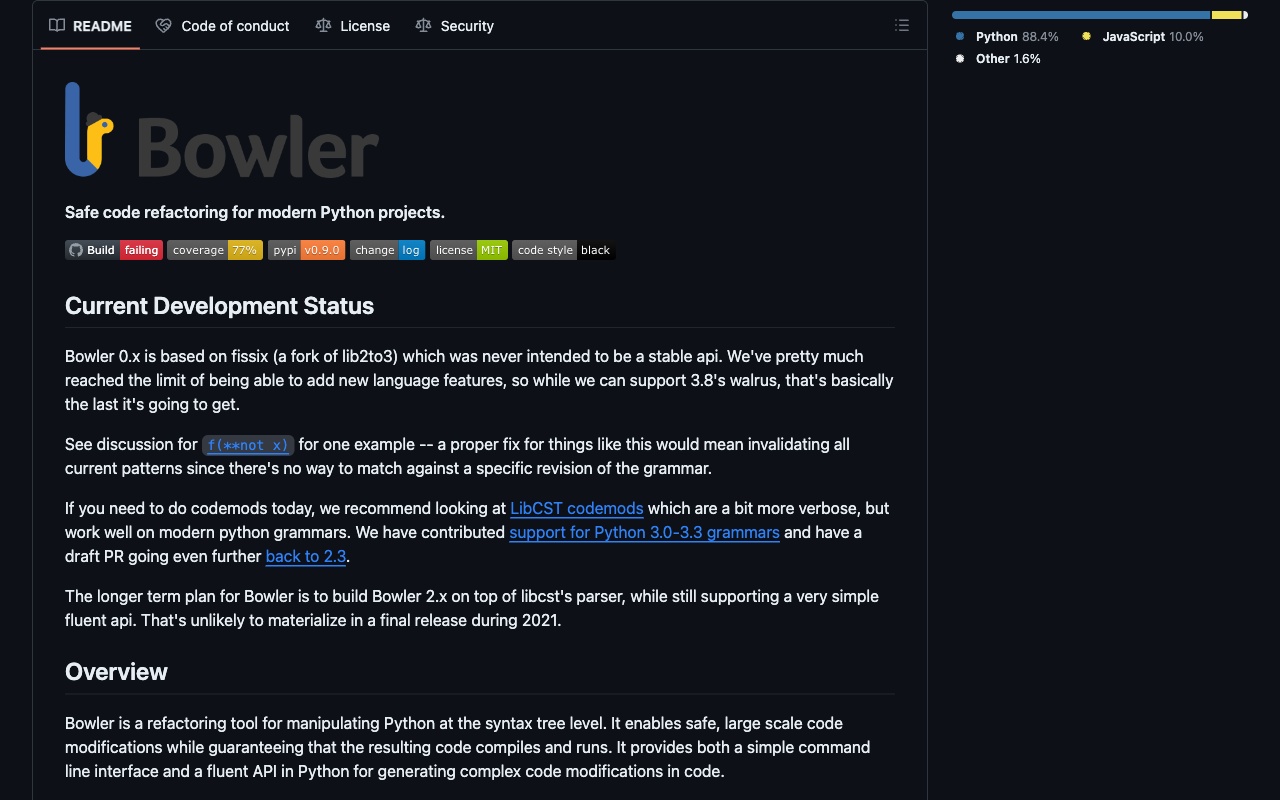 README Code of conduct License Security
Python 88.4% JavaScript 10.0%
Other 1.6%
Bowler
Safe code refactoring for modern Python projects.
Build failing coverage 77% pypi v0.9.0 change log license MIT code style black
Current Development Status
Bowler 0.x is based on fissix (a fork of lib2to3) which was never intended to be a stable api. We've pretty much
reached the limit of being able to add new language features, so while we can support 3.8's walrus, that's basically
the last it's going to get.
See discussion for f(**not x) for one example -- a proper fix for things like this would mean invalidating all
current patterns since there's no way to match against a specific revision of the grammar.
If you need to do codemods today, we recommend looking at LibCST codemods which are a bit more verbose, but
work well on modern python grammars. We have contributed support for Python 3.0-3.3 grammars and have a
draft PR going even further back to 2.3.
The longer term plan for Bowler is to build Bowler 2.x on top of libcst's parser, while still supporting a very simple
fluent api. That's unlikely to materialize in a final release during 2021.
Overview
Bowler is a refactoring tool for manipulating Python at the syntax tree level. It enables safe, large scale code
modifications while guaranteeing that the resulting code compiles and runs. It provides both a simple command
line interface and a fluent API in Python for generating complex code modifications in code.